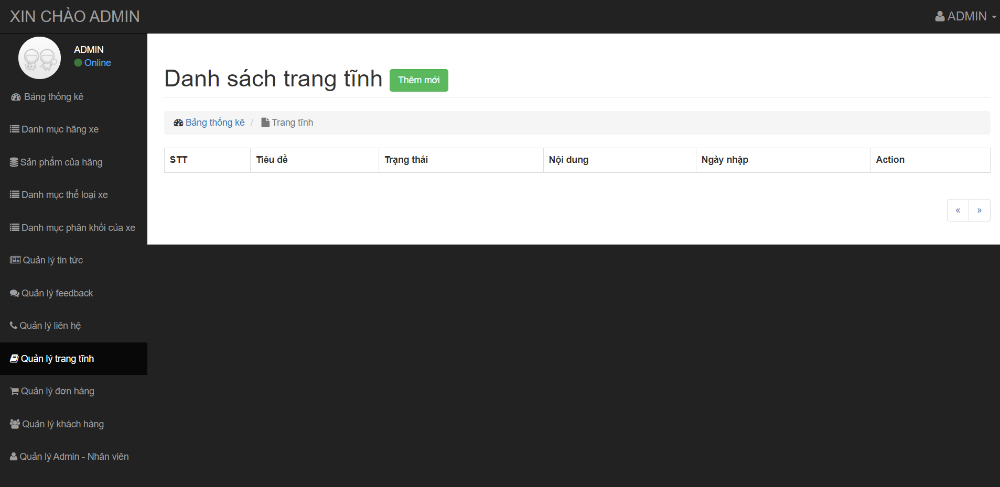 XIN CHÀO ADMIN
ADMIN
ADMIN
Online
Bảng thống kê
Danh mục hãng xe
Sản phẩm của hãng
Danh mục thể loại xe
Danh mục phân khối của xe
Quản lý tin tức
Quản lý feedback
Quản lý liên hệ
Quản lý trang tĩnh
Quản lý đơn hàng
Quản lý khách hàng
Quản lý Admin - Nhân viên
Danh sách trang tĩnh Thêm mới
Bảng thống kê / Trang tĩnh
STT Tiêu đề Trạng thái Nội dung Ngày nhập Action
« »